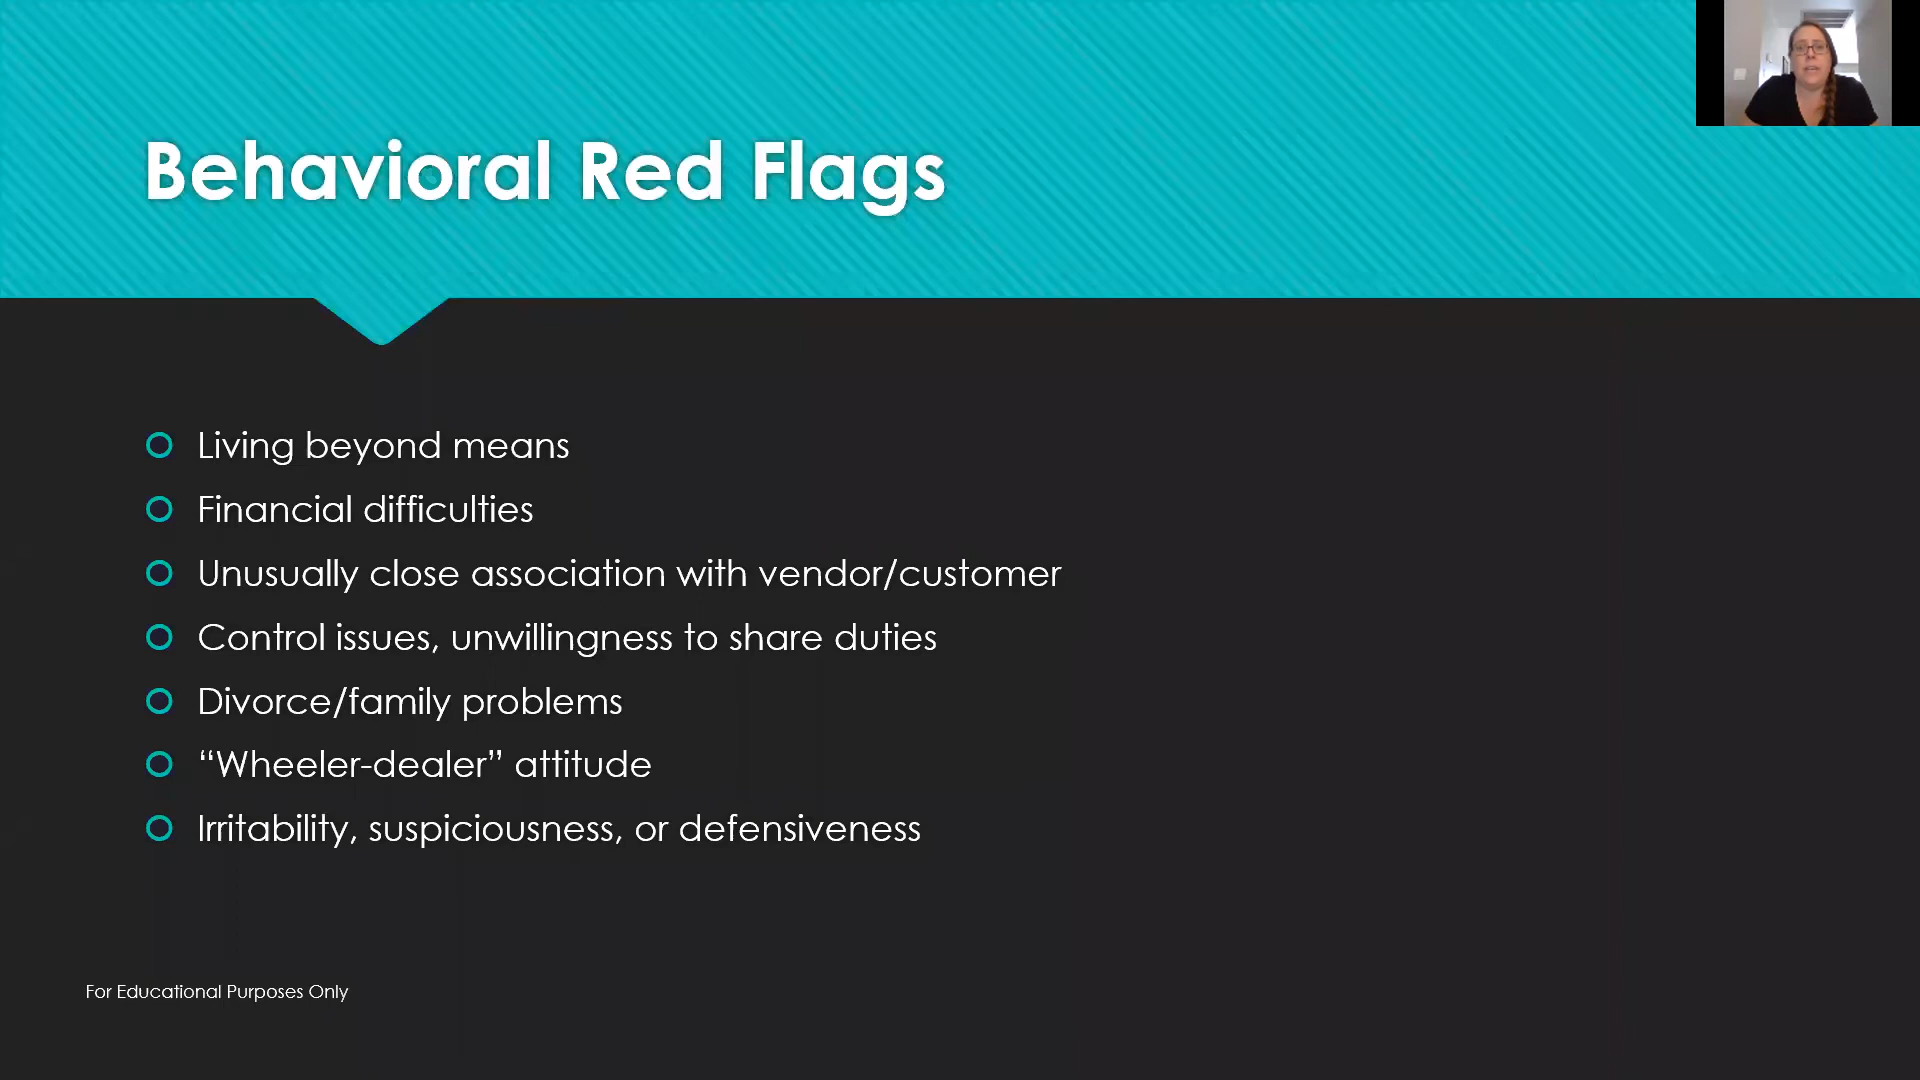 Behavioral Red Flags
Living beyond means
Financial difficulties
Unusually close association with vendor/customer
Control issues, unwillingness to share duties
Divorce/family problems
“Wheeler-dealer” attitude
Irritability, suspiciousness, or defensiveness
For Educational Purposes Only